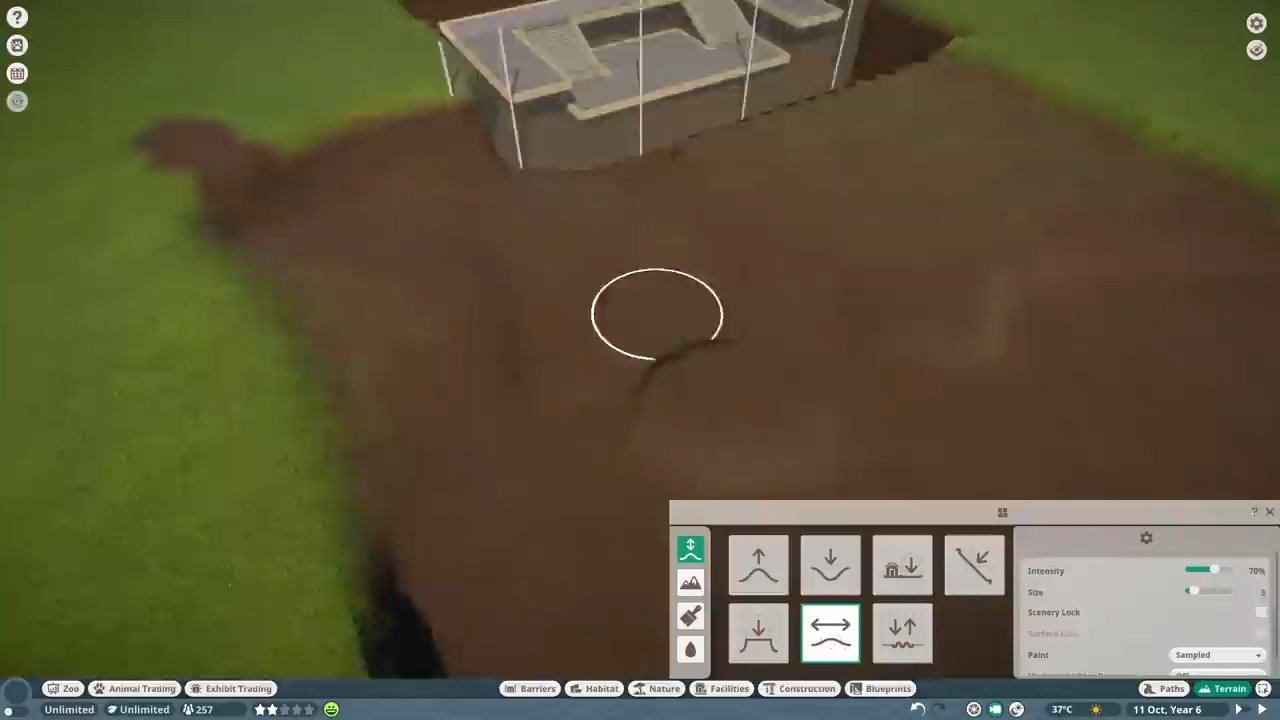 ?
? ×
Intensity 70%
Size 3
Scenery Lock
Paint Sampled
Zoo Animal Trading Exhibit Trading Barriers Habitat Nature Facilities Construction Blueprints Paths Terrain
Unlimited Unlimited 257 37°C 11 Oct, Year 6